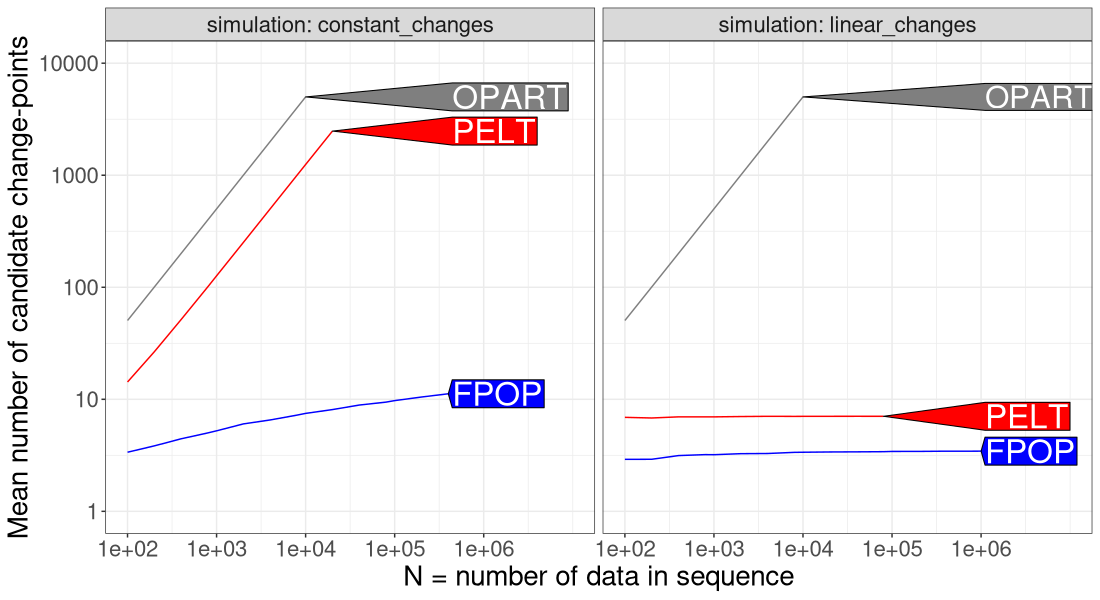 simulation: constant_changes
simulation: linear_changes
Mean number of candidate change-points
10000
1000
100
10
1
OPART
PELT
FPOP
OPART
PELT
FPOP
1e+02
1e+03
1e+04
1e+05
1e+06
1e+02
1e+03
1e+04
1e+05
1e+06
N = number of data in sequence